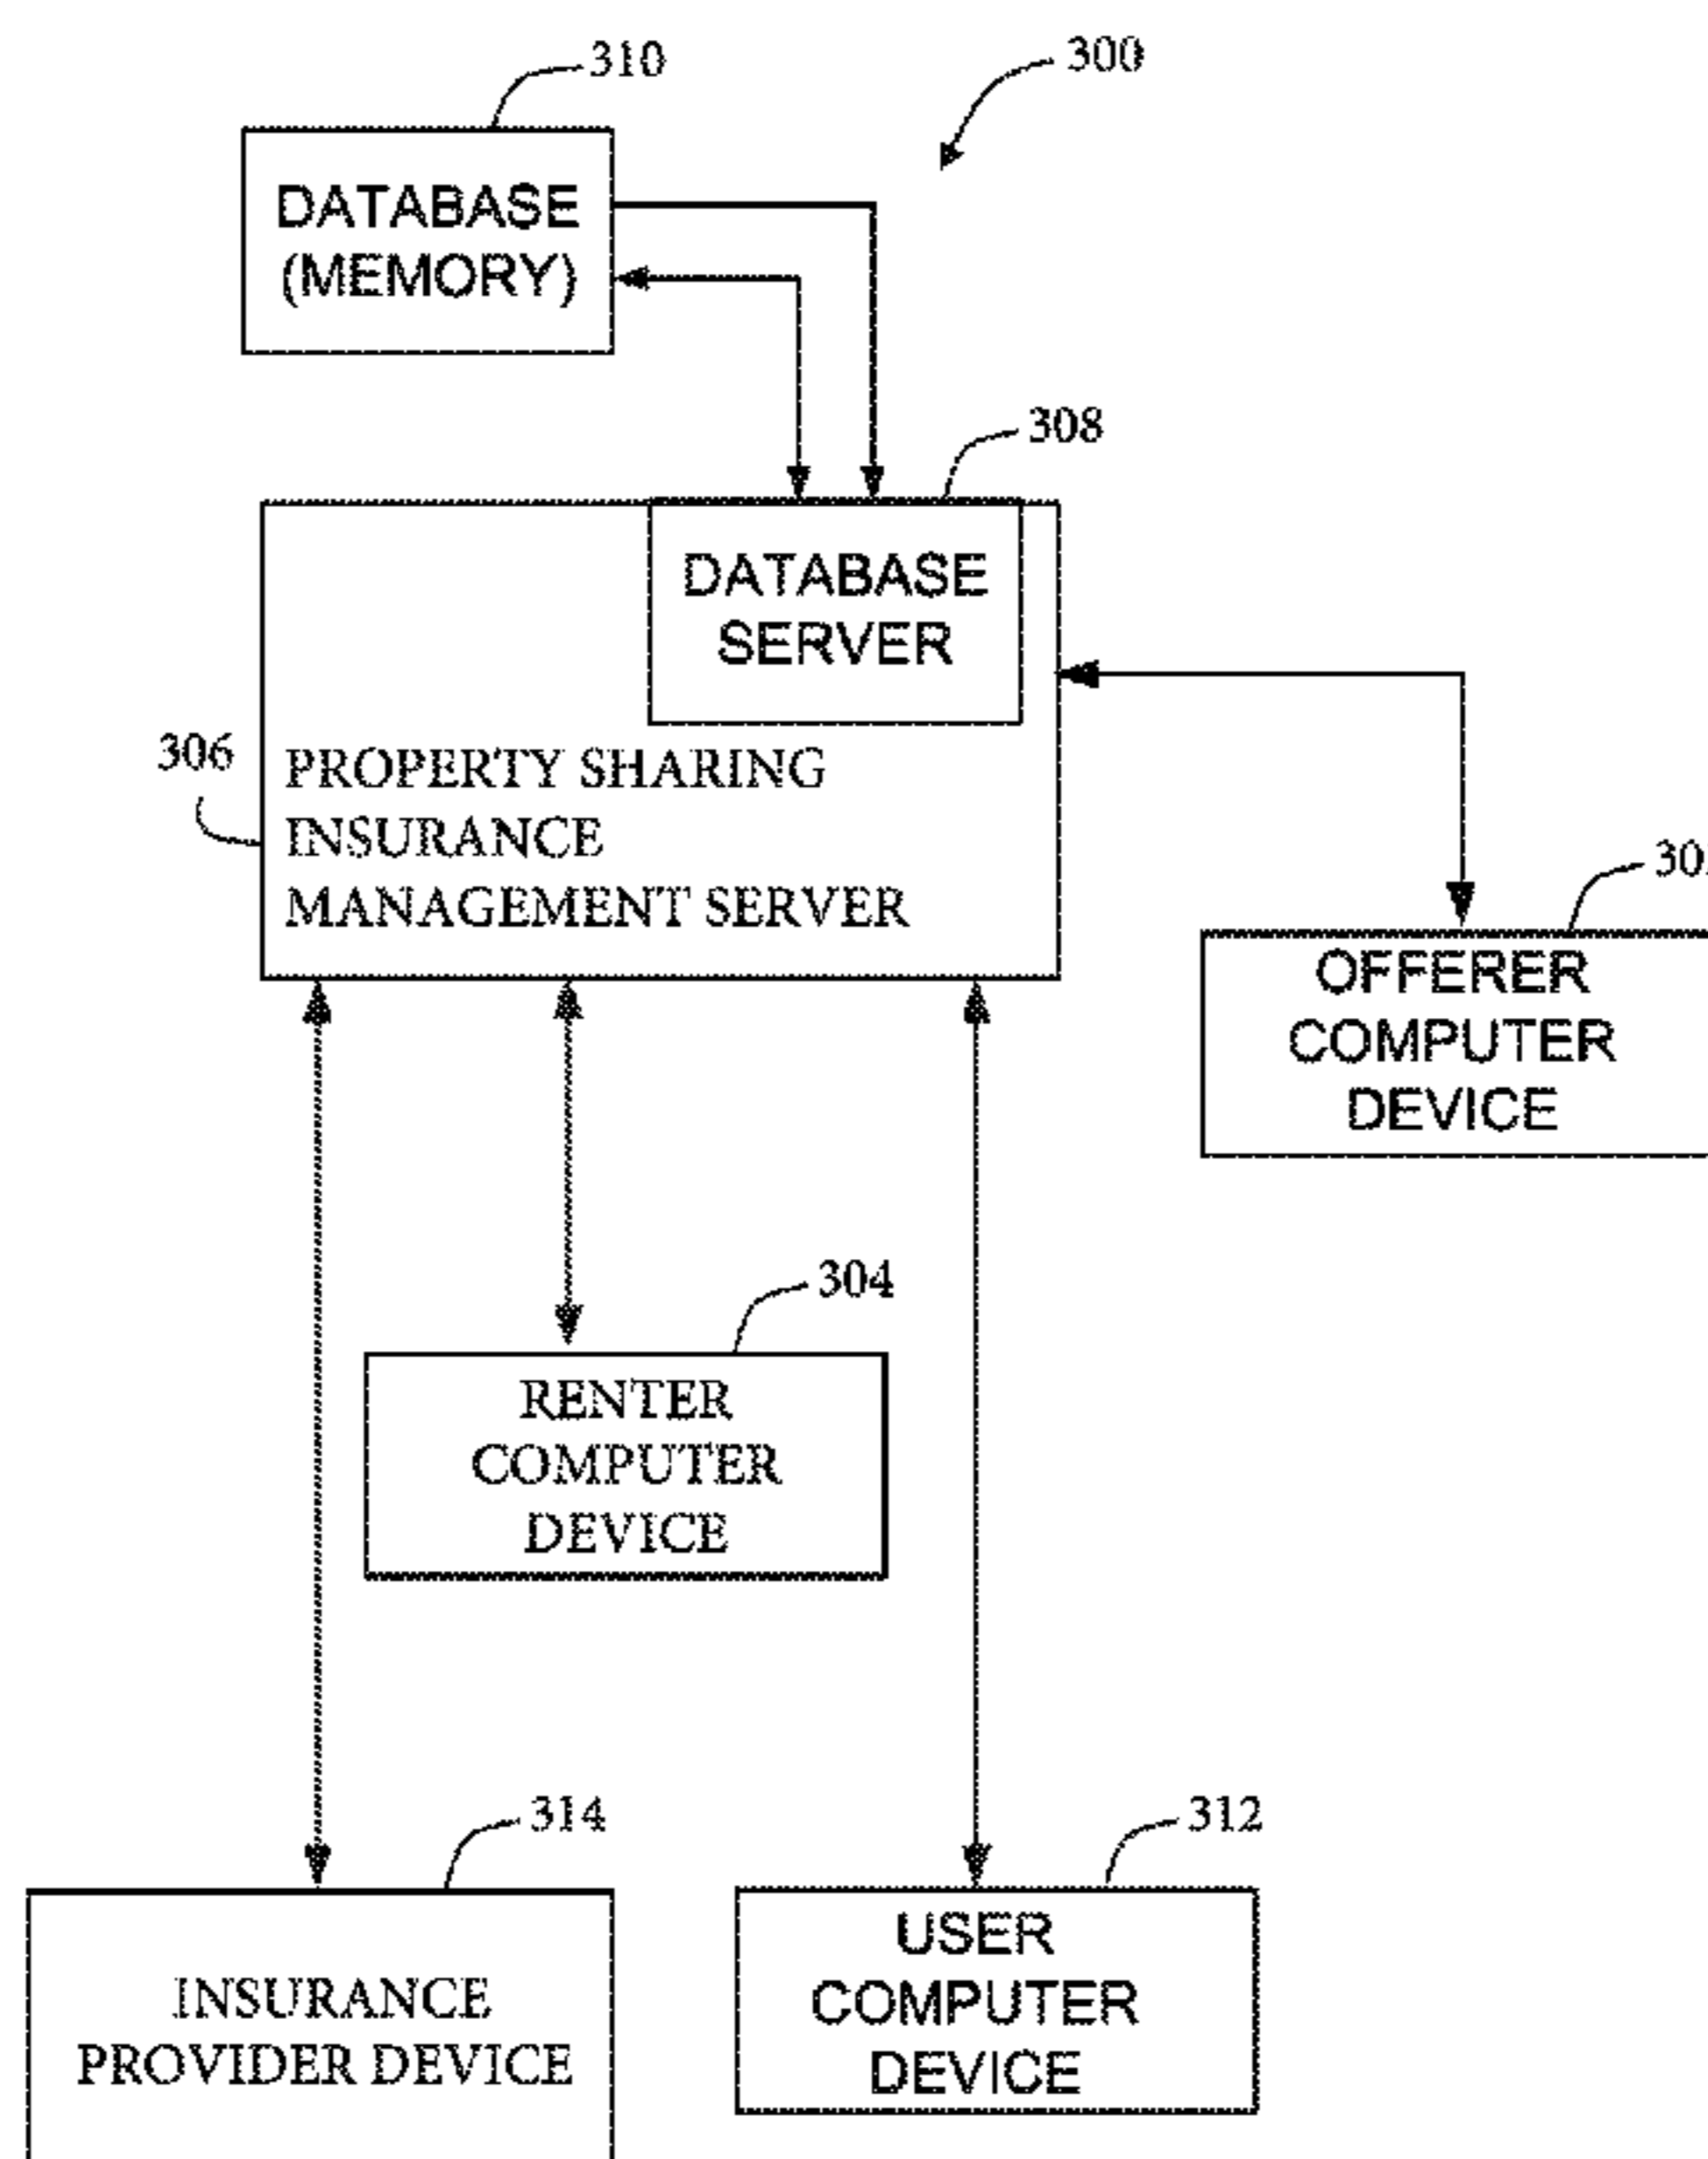 310
300
DATABASE
(MEMORY)
308
DATABASE
SERVER
306
PROPERTY SHARING
INSURANCE
MANAGEMENT SERVER
OFFERER
COMPUTER
DEVICE
304
RENTER
COMPUTER
DEVICE
314
312
INSURANCE
PROVIDER DEVICE
USER
COMPUTER
DEVICE